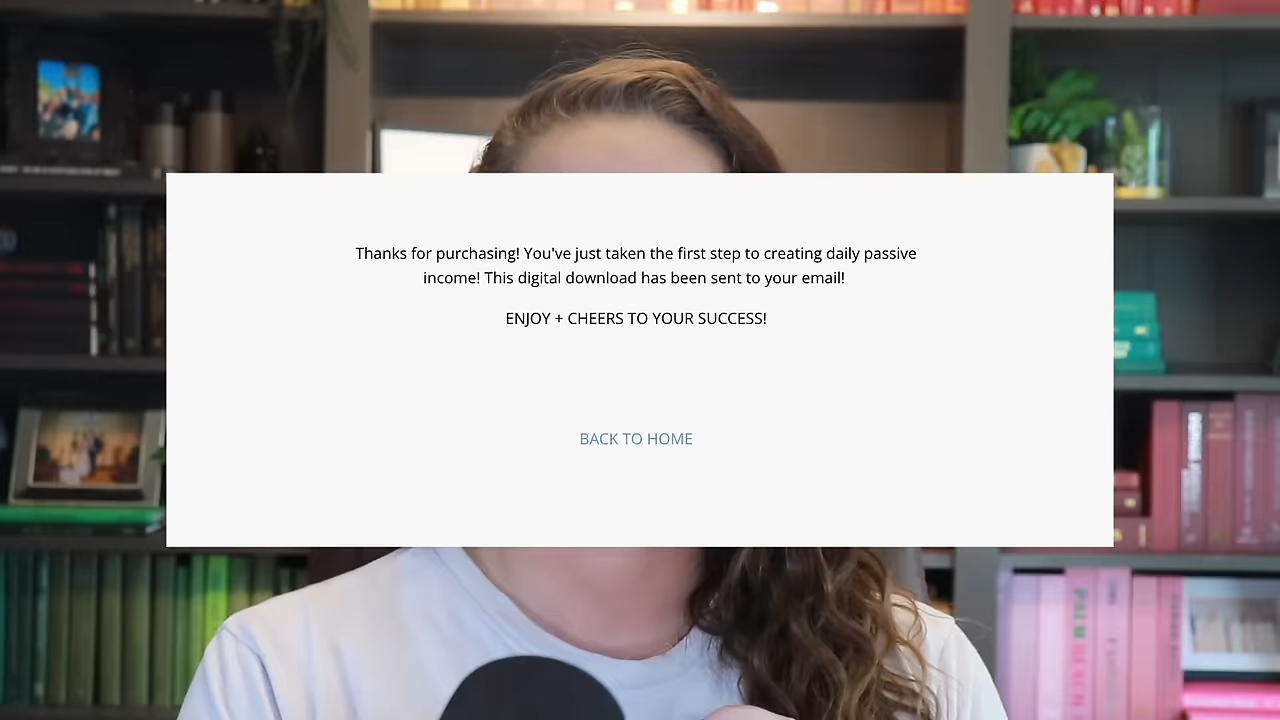 Thanks for purchasing! You've just taken the first step to creating daily passive
income! This digital download has been sent to your email!
ENJOY + CHEERS TO YOUR SUCCESS!
BACK TO HOME